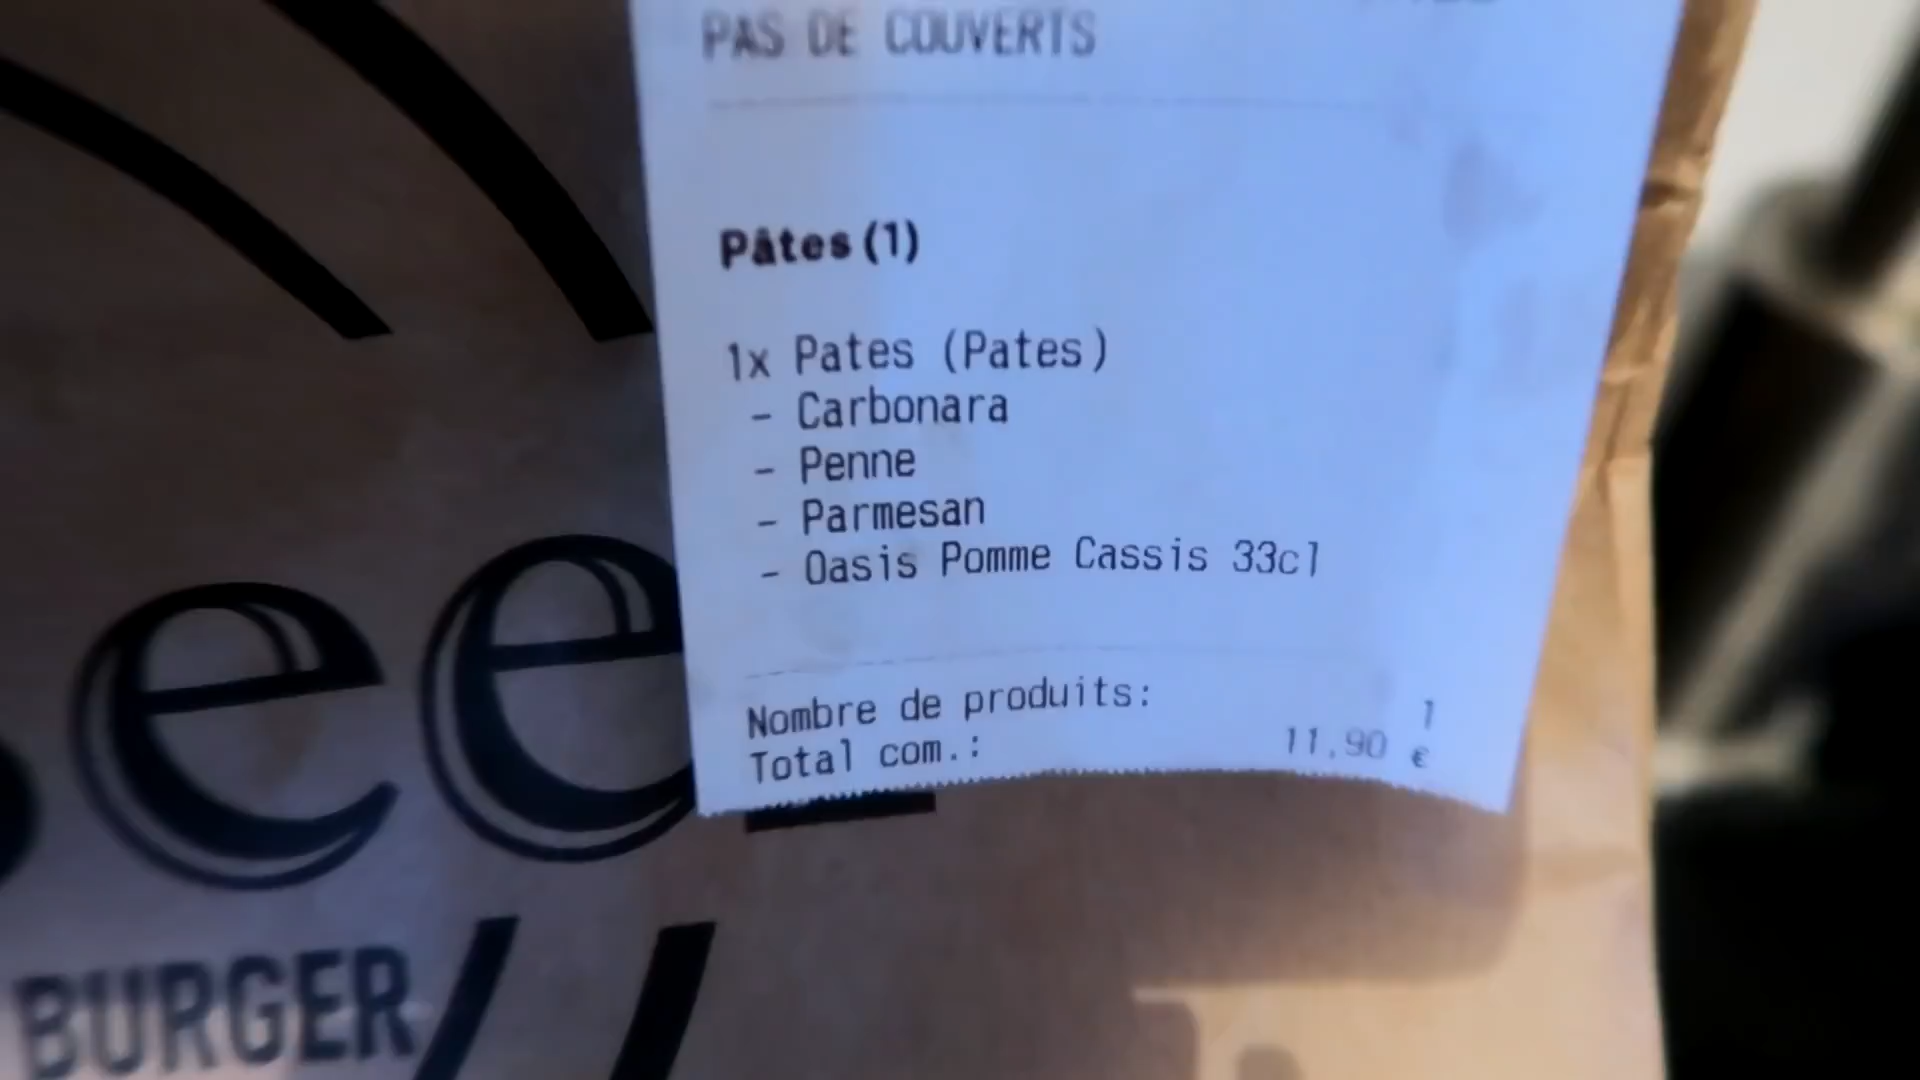 PAS DE COUVERTS
Pâtes (1)
1x Pates (Pates)
- Carbonara
- Penne
- Parmesan
- Oasis Pomme Cassis 33cl
Nombre de produits: 1
Total com.: 11,90 €
BURGER